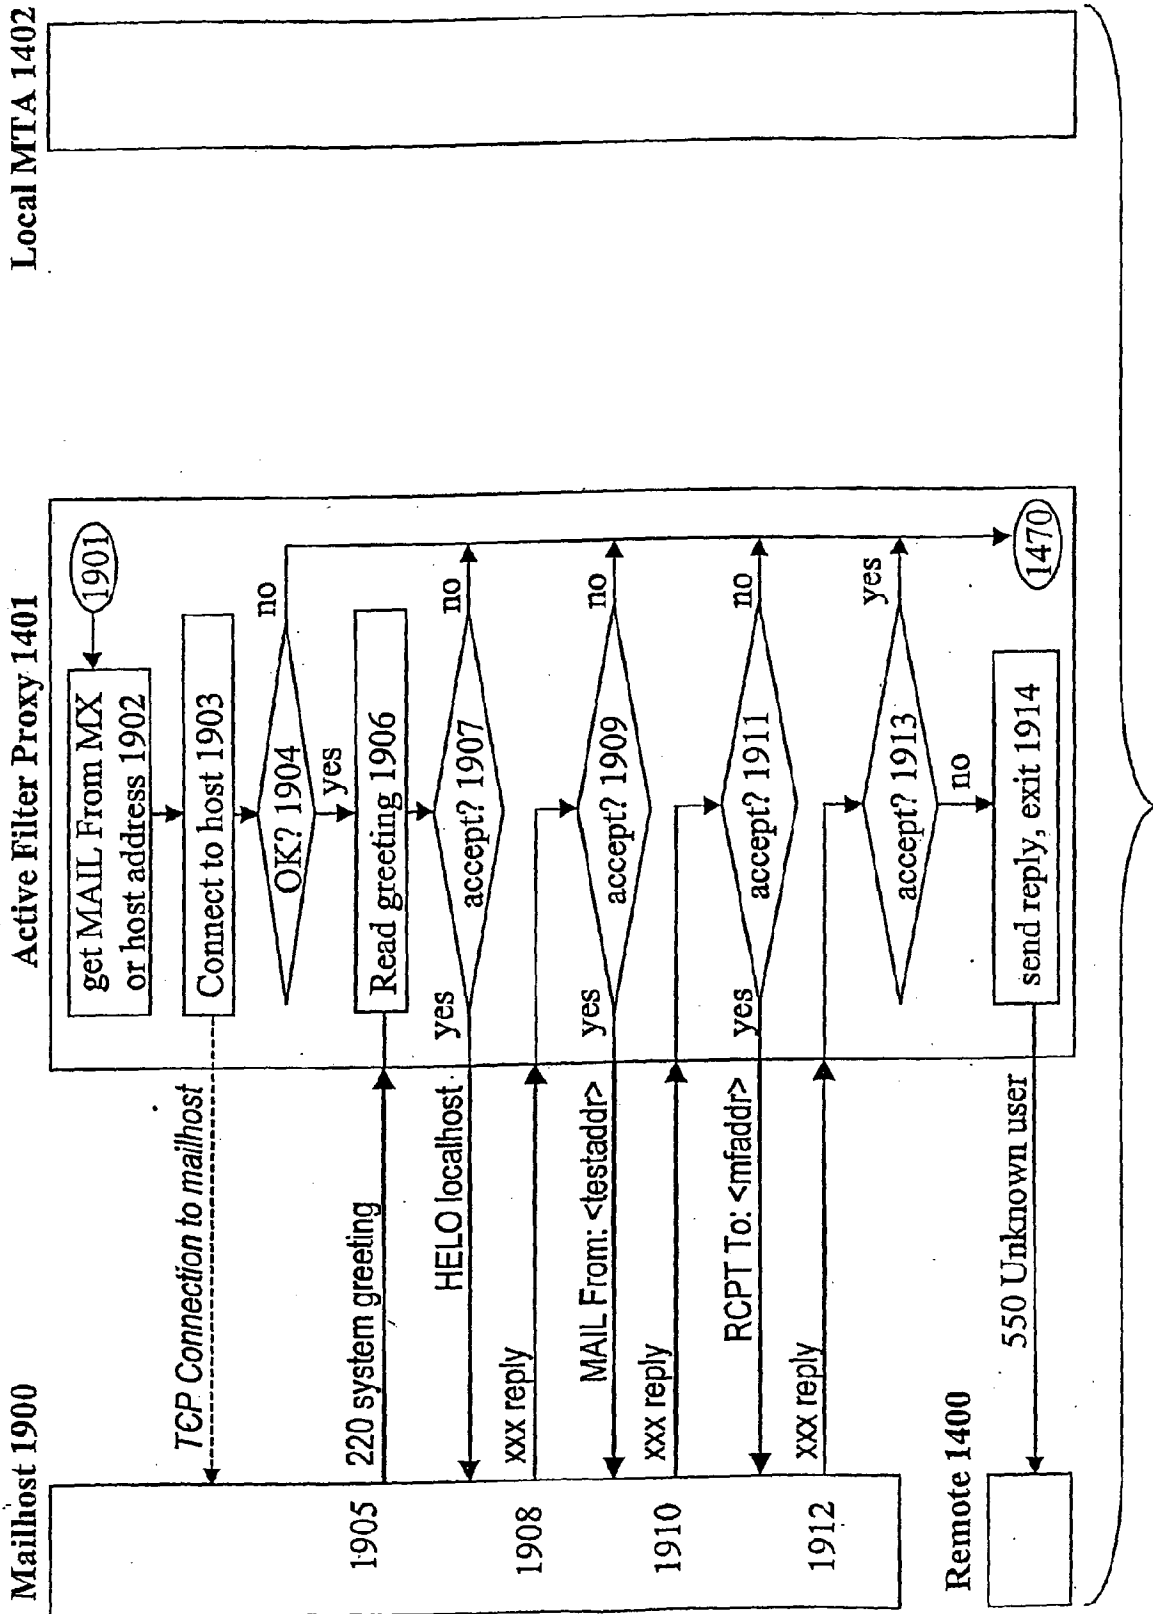 Mailhost 1900
Active Filter Proxy 1401
Local MTA 1402
1901
get MAIL From MX
or host address 1902
TCP Connection to mailhost
Connect to host 1903
OK? 1904
no
yes
1905
220 system greeting
Read greeting 1906
HELO localhost
yes
accept? 1907
no
1908
xxx reply
MAIL From: <testaddr>
yes
accept? 1909
no
1910
xxx reply
RCPT To: <mfaddr>
yes
accept? 1911
no
1912
xxx reply
accept? 1913
yes
no
Remote 1400
550 Unknown user
send reply, exit 1914
1470